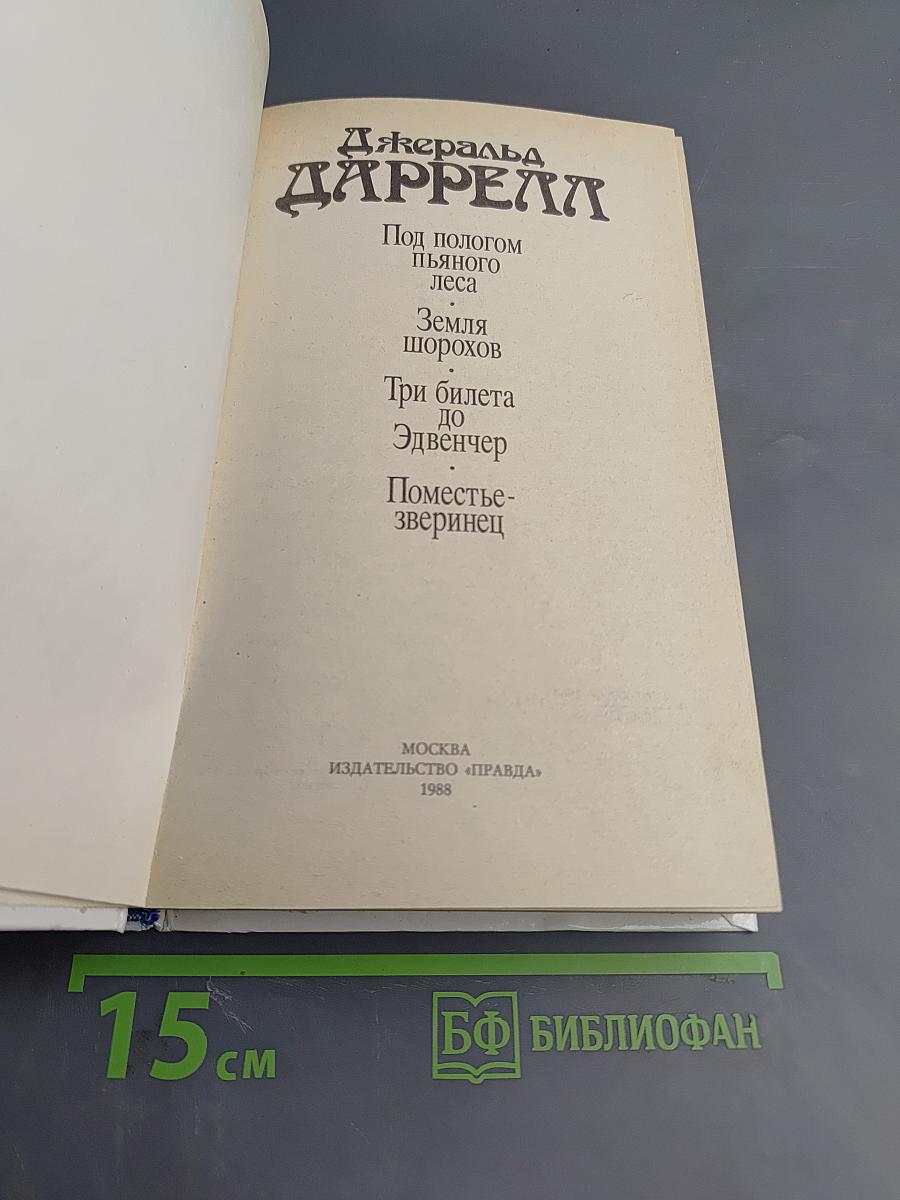 Джеральд
ДАРРЕЛЛ
Под пологом
пьяного
леса
·
Земля
шорохов
·
Три билета
до
Эдвенчер
·
Поместье-
зверинец
МОСКВА
ИЗДАТЕЛЬСТВО «ПРАВДА»
1988
15 см
БФ БИБЛИОФАН